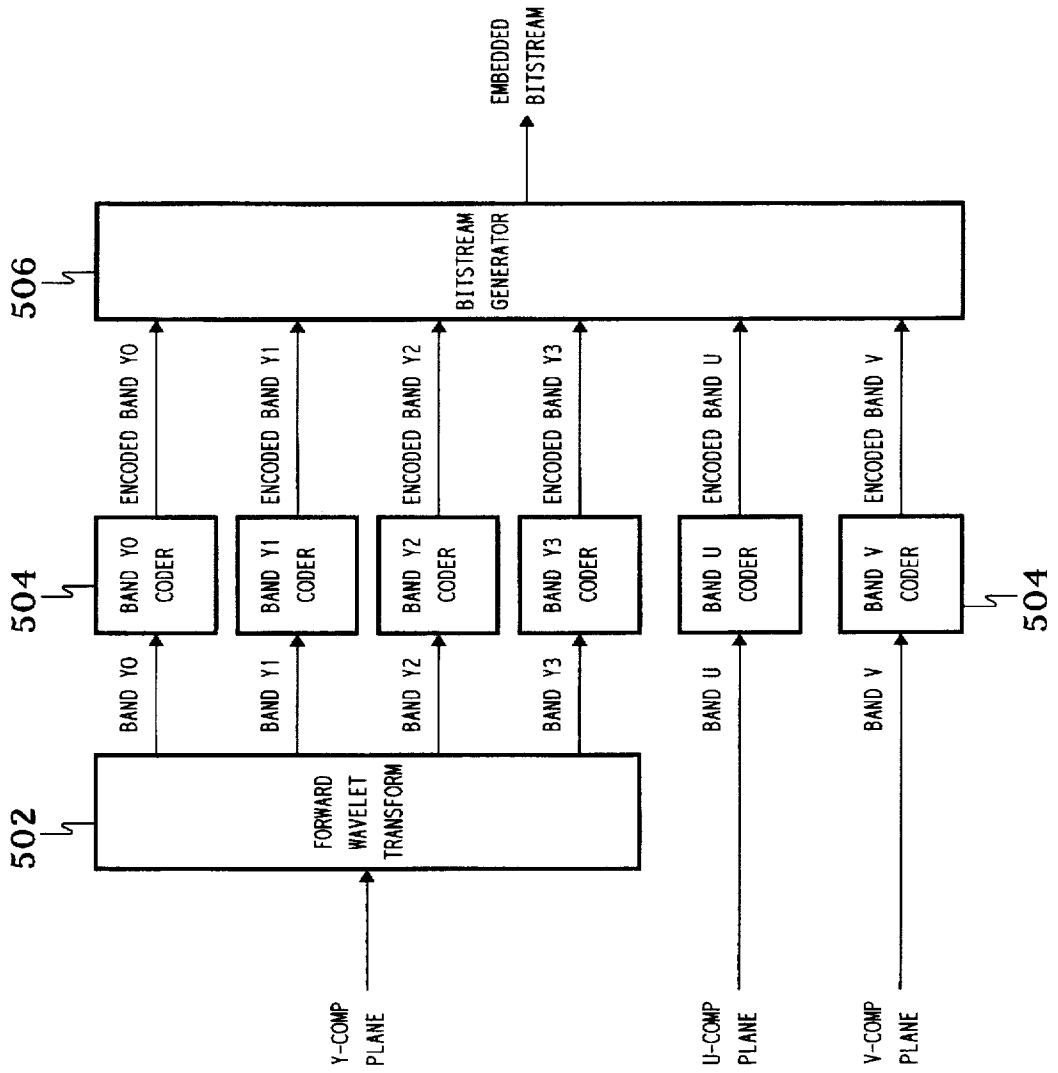 506
504
502
504
Y-COMP
PLANE
U-COMP
PLANE
V-COMP
PLANE
FORWARD
WAVELET
TRANSFORM
BAND Y0
BAND Y1
BAND Y2
BAND Y3
BAND U
BAND V
BAND Y0
CODER
BAND Y1
CODER
BAND Y2
CODER
BAND Y3
CODER
BAND U
CODER
BAND V
CODER
ENCODED BAND Y0
ENCODED BAND Y1
ENCODED BAND Y2
ENCODED BAND Y3
ENCODED BAND U
ENCODED BAND V
BITSTREAM
GENERATOR
EMBEDDED
BITSTREAM